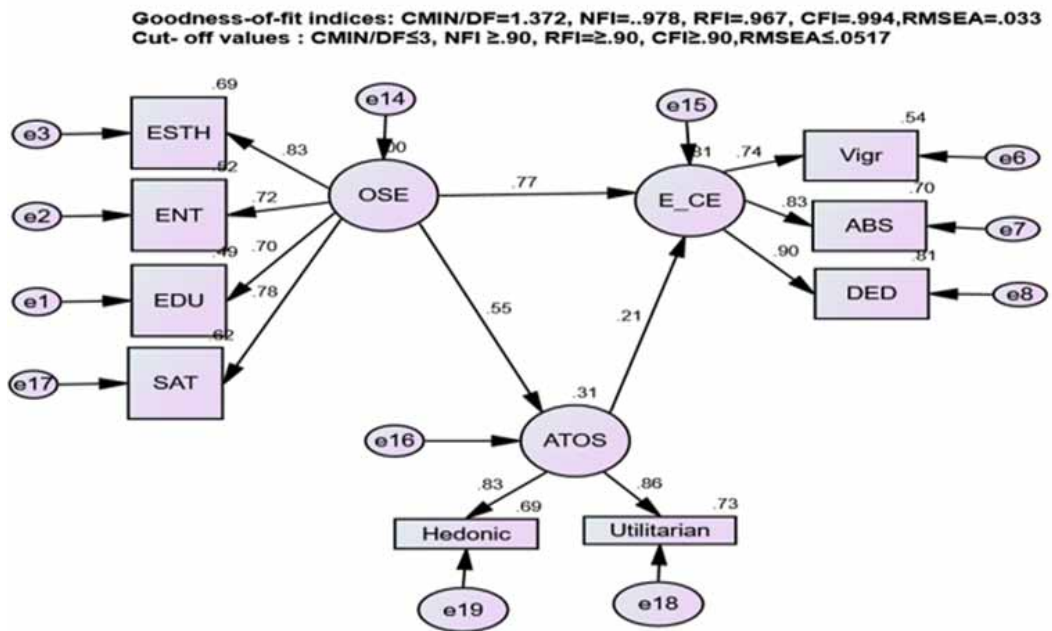 Goodness-of-fit indices: CMIN/DF=1.372, NFI=..978, RFI=.967, CFI=.994,RMSEA=.033
Cut- off values : CMIN/DF≤3, NFI ≥.90, RFI=≥.90, CFI≥.90,RMSEA≤.0517
.69
e14
e15
e3
ESTH
.83
.00
OSE
.77
.81
E_CE
.74
.54
Vigr
e6
.52
e2
ENT
.72
.70
.83
ABS
e7
.49
e1
EDU
.70
.90
.81
DED
e8
.62
e17
SAT
.78
.55
.21
.31
e16
ATOS
.83
.86
.69
Hedonic
.73
Utilitarian
e19
e18